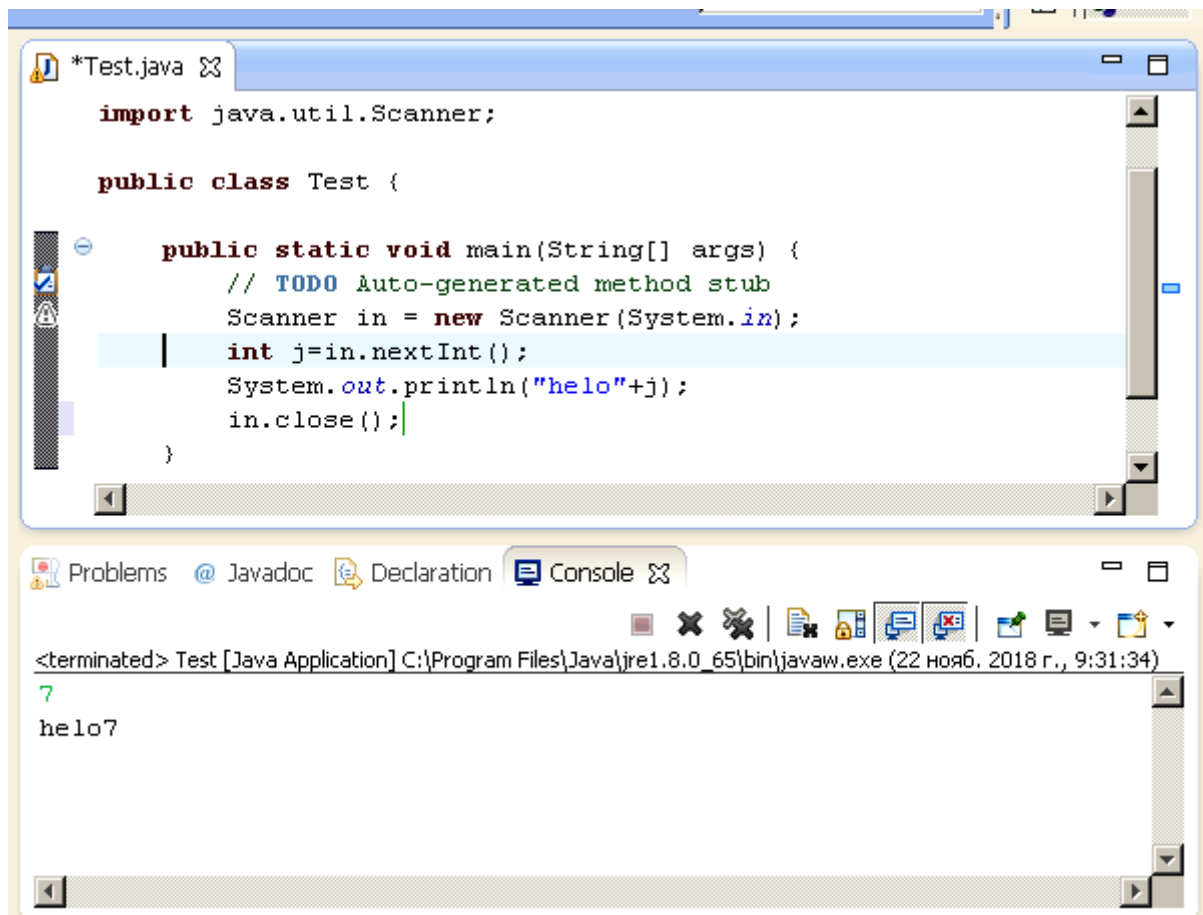 *Test.java
import java.util.Scanner;
public class Test {
public static void main(String[] args) {
// TODO Auto-generated method stub
Scanner in = new Scanner(System.in);
int j=in.nextInt();
System.out.println("helo"+j);
in.close();
}
Problems @ Javadoc Declaration Console
<terminated> Test [Java Application] C:\Program Files\Java\jre1.8.0_65\bin\javaw.exe (22 нояб. 2018 г., 9:31:34)
7
helo7